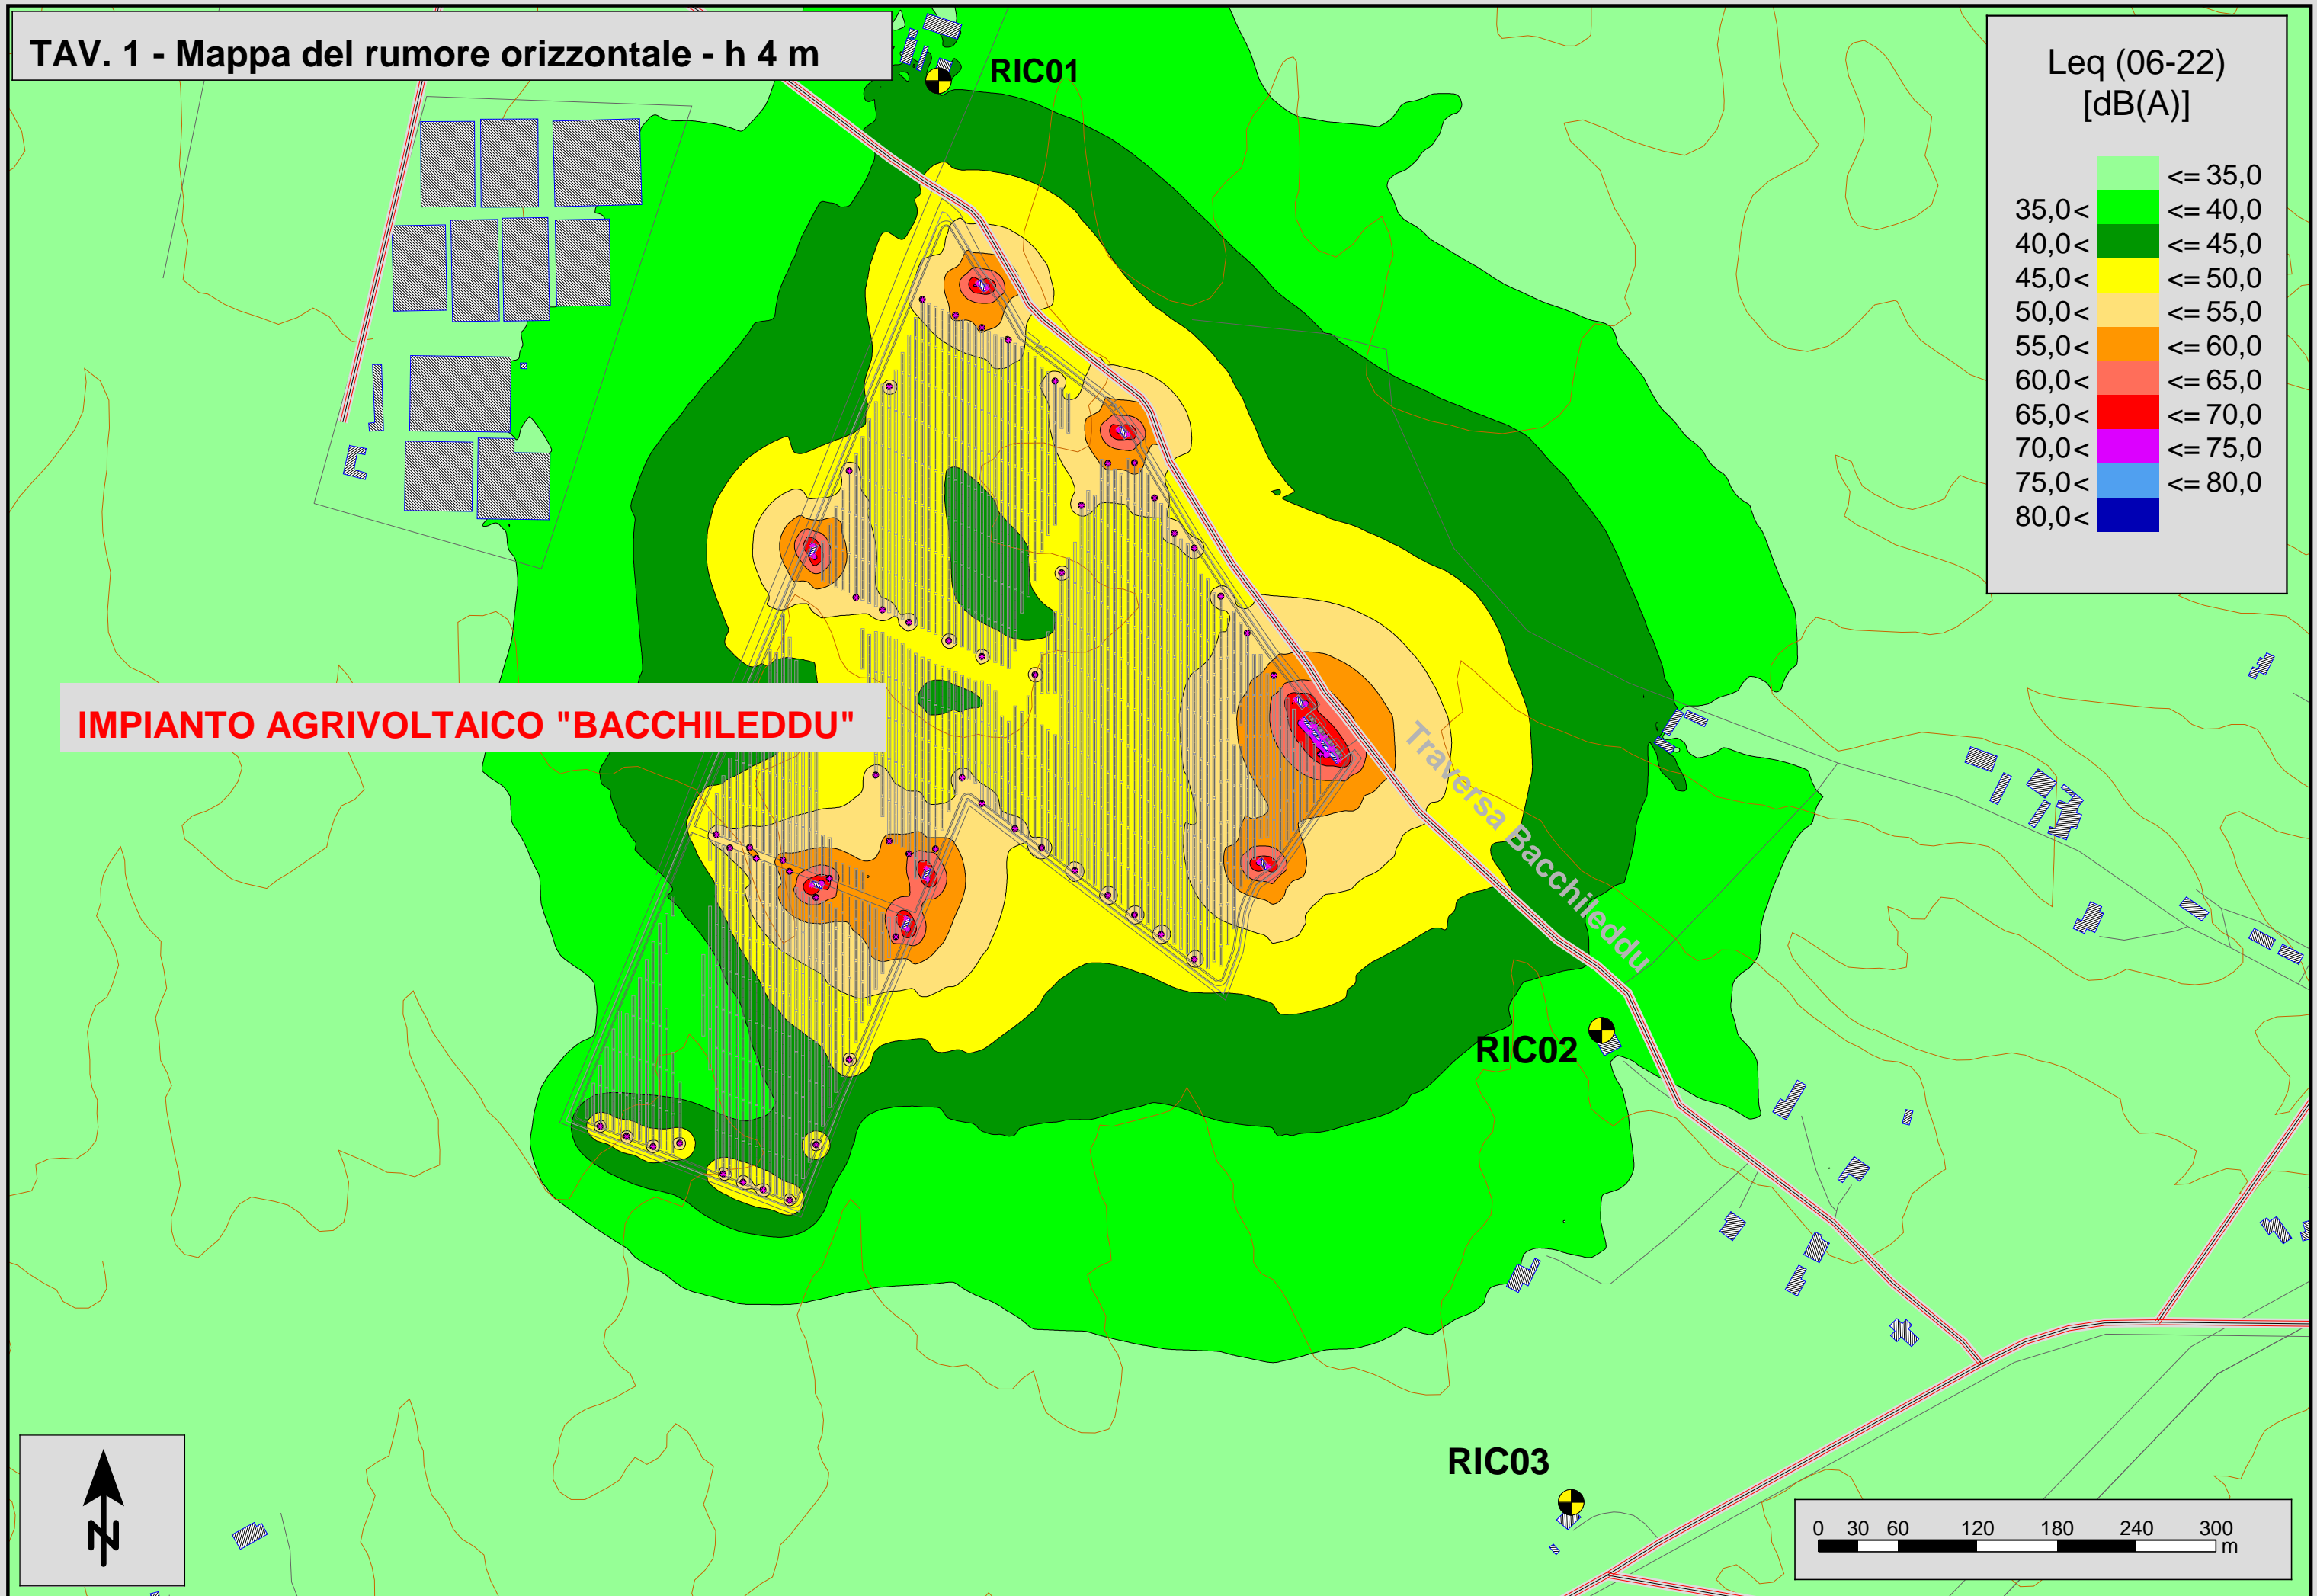 TAV. 1 - Mappa del rumore orizzontale - h 4 m
RIC01
Leq (06-22)
[dB(A)]
<= 35,0
35,0< <= 40,0
40,0< <= 45,0
45,0< <= 50,0
50,0< <= 55,0
55,0< <= 60,0
60,0< <= 65,0
65,0< <= 70,0
70,0< <= 75,0
75,0< <= 80,0
80,0<
IMPIANTO AGRIVOLTAICO "BACCHILEDDU"
Traversa Bacchileddu
RIC02
RIC03
N
0 30 60 120 180 240 300
m